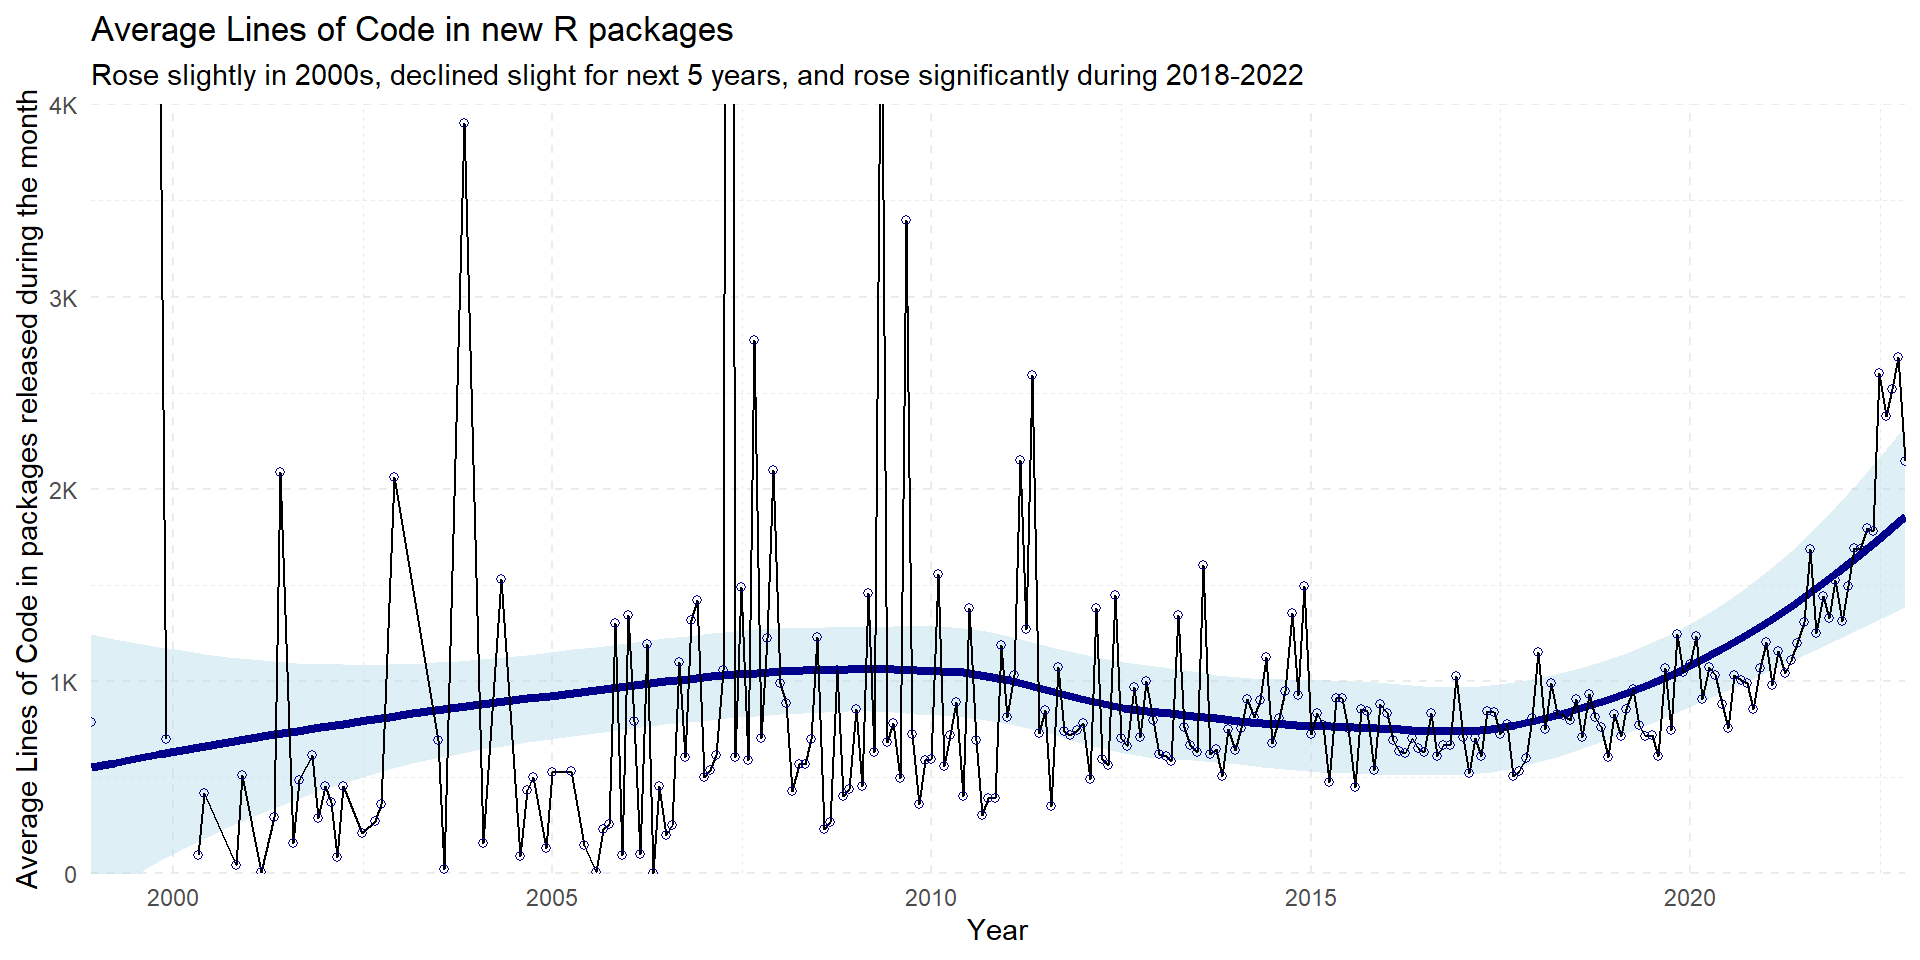 Average Lines of Code in new R packages
Rose slightly in 2000s, declined slight for next 5 years, and rose significantly during 2018-2022
Average Lines of Code in packages released during the month
4K
3K
2K
1K
0
2000
2005
2010
2015
2020
Year